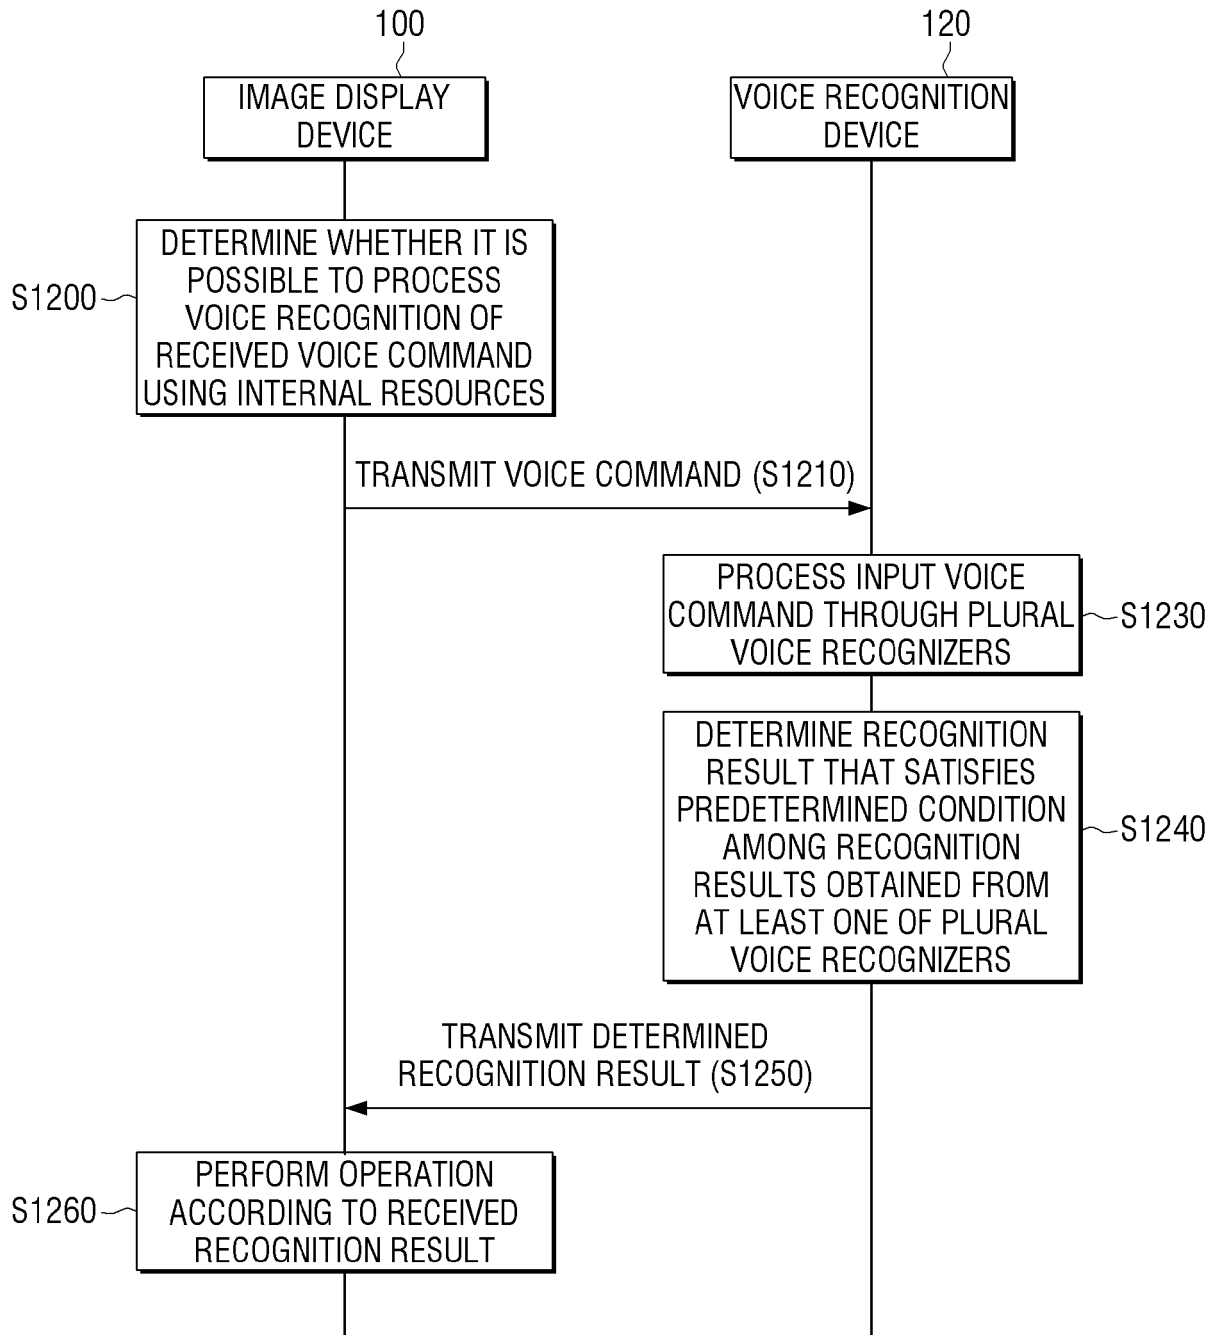 100
120
IMAGE DISPLAY
DEVICE
VOICE RECOGNITION
DEVICE
S1200
DETERMINE WHETHER IT IS
POSSIBLE TO PROCESS
VOICE RECOGNITION OF
RECEIVED VOICE COMMAND
USING INTERNAL RESOURCES
TRANSMIT VOICE COMMAND (S1210)
PROCESS INPUT VOICE
COMMAND THROUGH PLURAL
VOICE RECOGNIZERS
S1230
DETERMINE RECOGNITION
RESULT THAT SATISFIES
PREDETERMINED CONDITION
AMONG RECOGNITION
RESULTS OBTAINED FROM
AT LEAST ONE OF PLURAL
VOICE RECOGNIZERS
S1240
TRANSMIT DETERMINED
RECOGNITION RESULT (S1250)
S1260
PERFORM OPERATION
ACCORDING TO RECEIVED
RECOGNITION RESULT